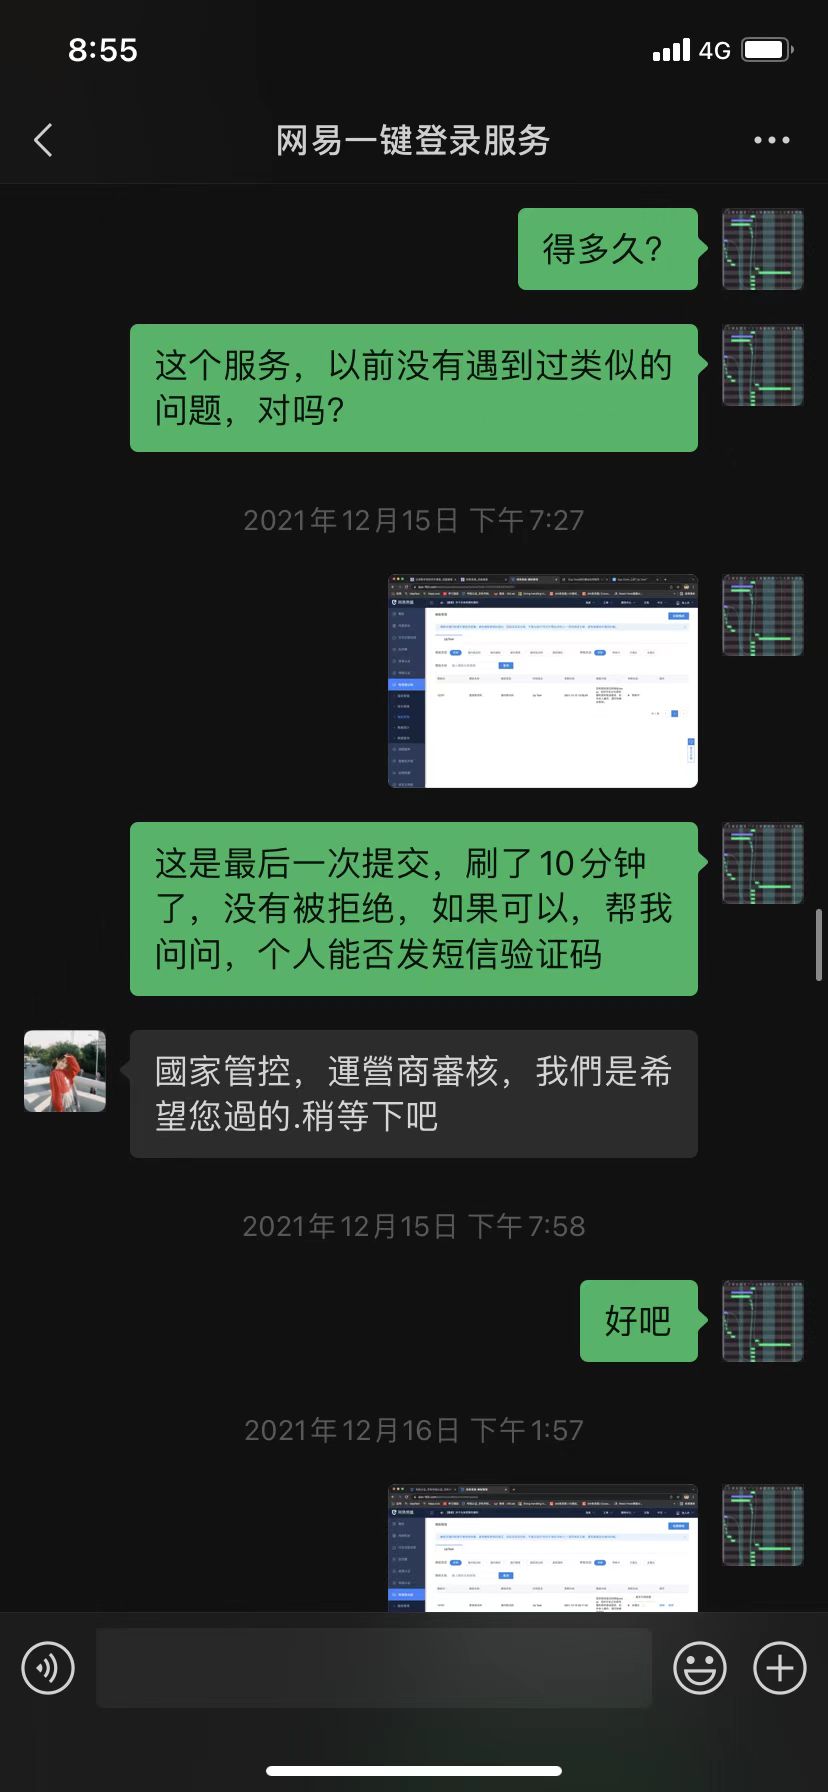 8:55
4G
网易一键登录服务
得多久?
这个服务，以前没有遇到过类似的
问题，对吗?
2021年12月15日 下午7:27
这是最后一次提交，刷了10分钟
了，没有被拒绝，如果可以，帮我
问问，个人能否发短信验证码
國家管控，運營商審核，我們是希
望您過的.稍等下吧
2021年12月15日 下午7:58
好吧
2021年12月16日 下午1:57